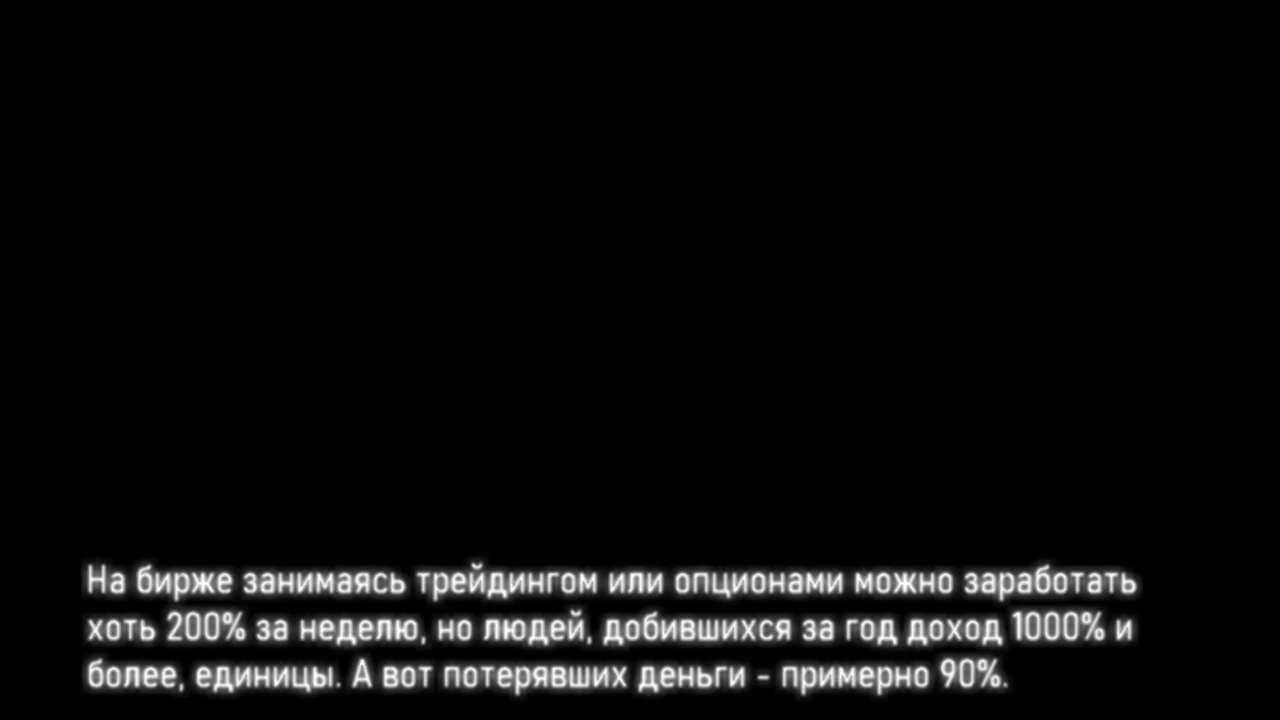 На бирже занимаясь трейдингом или опционами можно заработать
хоть 200% за неделю, но людей, добившихся за год доход 1000% и
более, единицы. А вот потерявших деньги - примерно 90%.